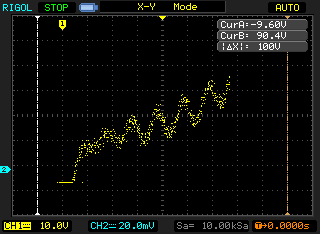 RIGOL STOP X-Y Mode AUTO
1
CurA:-9.60V
CurB: 90.4V
|ΔX|: 100V
2
CH1 10.0V CH2 20.0mV Sa= 10.00kSa T→0.0000s